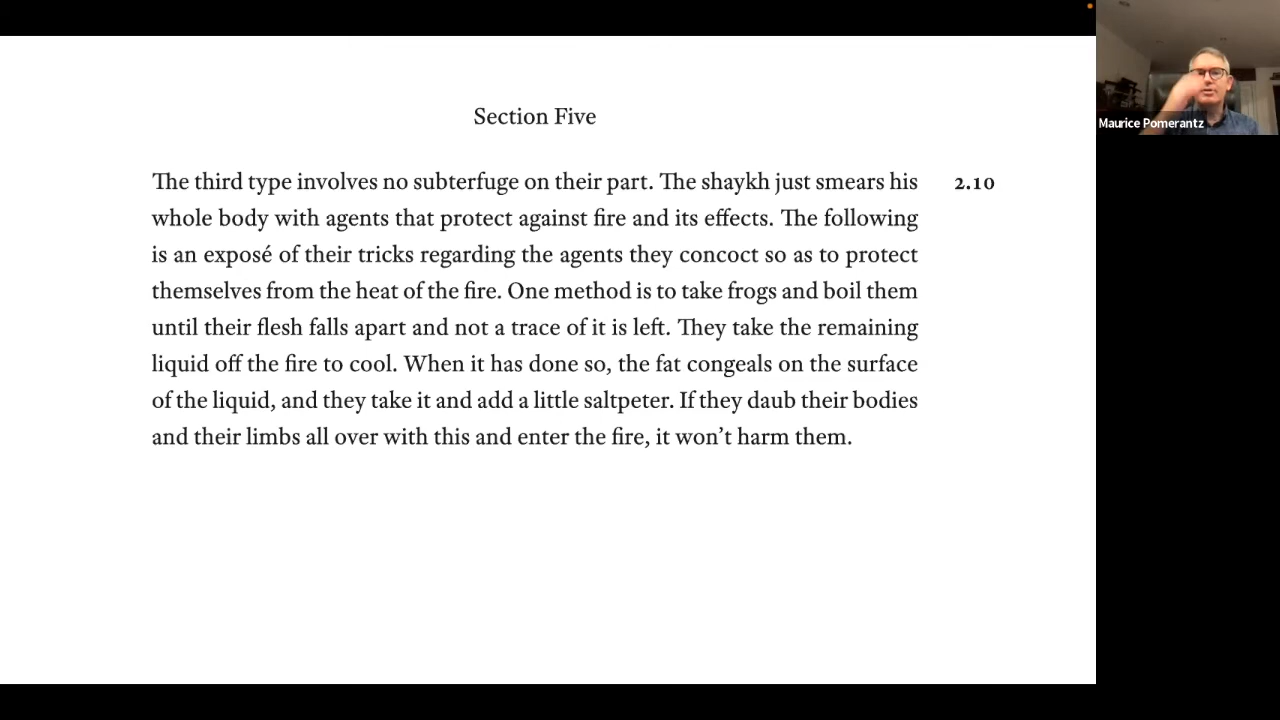 Section Five
The third type involves no subterfuge on their part. The shaykh just smears his 2.10
whole body with agents that protect against fire and its effects. The following
is an exposé of their tricks regarding the agents they concoct so as to protect
themselves from the heat of the fire. One method is to take frogs and boil them
until their flesh falls apart and not a trace of it is left. They take the remaining
liquid off the fire to cool. When it has done so, the fat congeals on the surface
of the liquid, and they take it and add a little saltpeter. If they daub their bodies
and their limbs all over with this and enter the fire, it won’t harm them.
Maurice Pomerantz